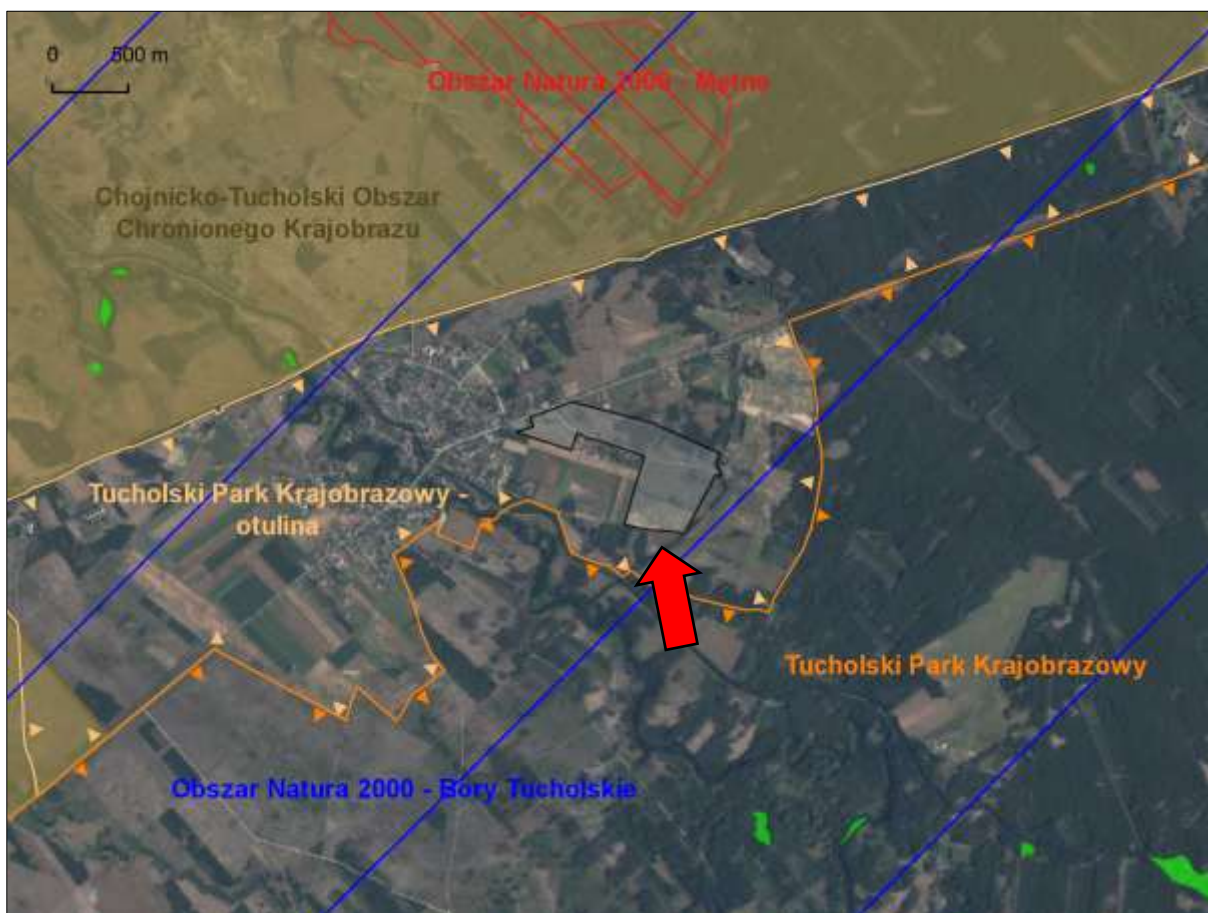 0 500 m
Obszar Natura 2000 - Mętne
Chojnicko-Tucholski Obszar
Chronionego Krajobrazu
Tucholski Park Krajobrazowy -
otulina
Tucholski Park Krajobrazowy
Obszar Natura 2000 - Bory Tucholskie